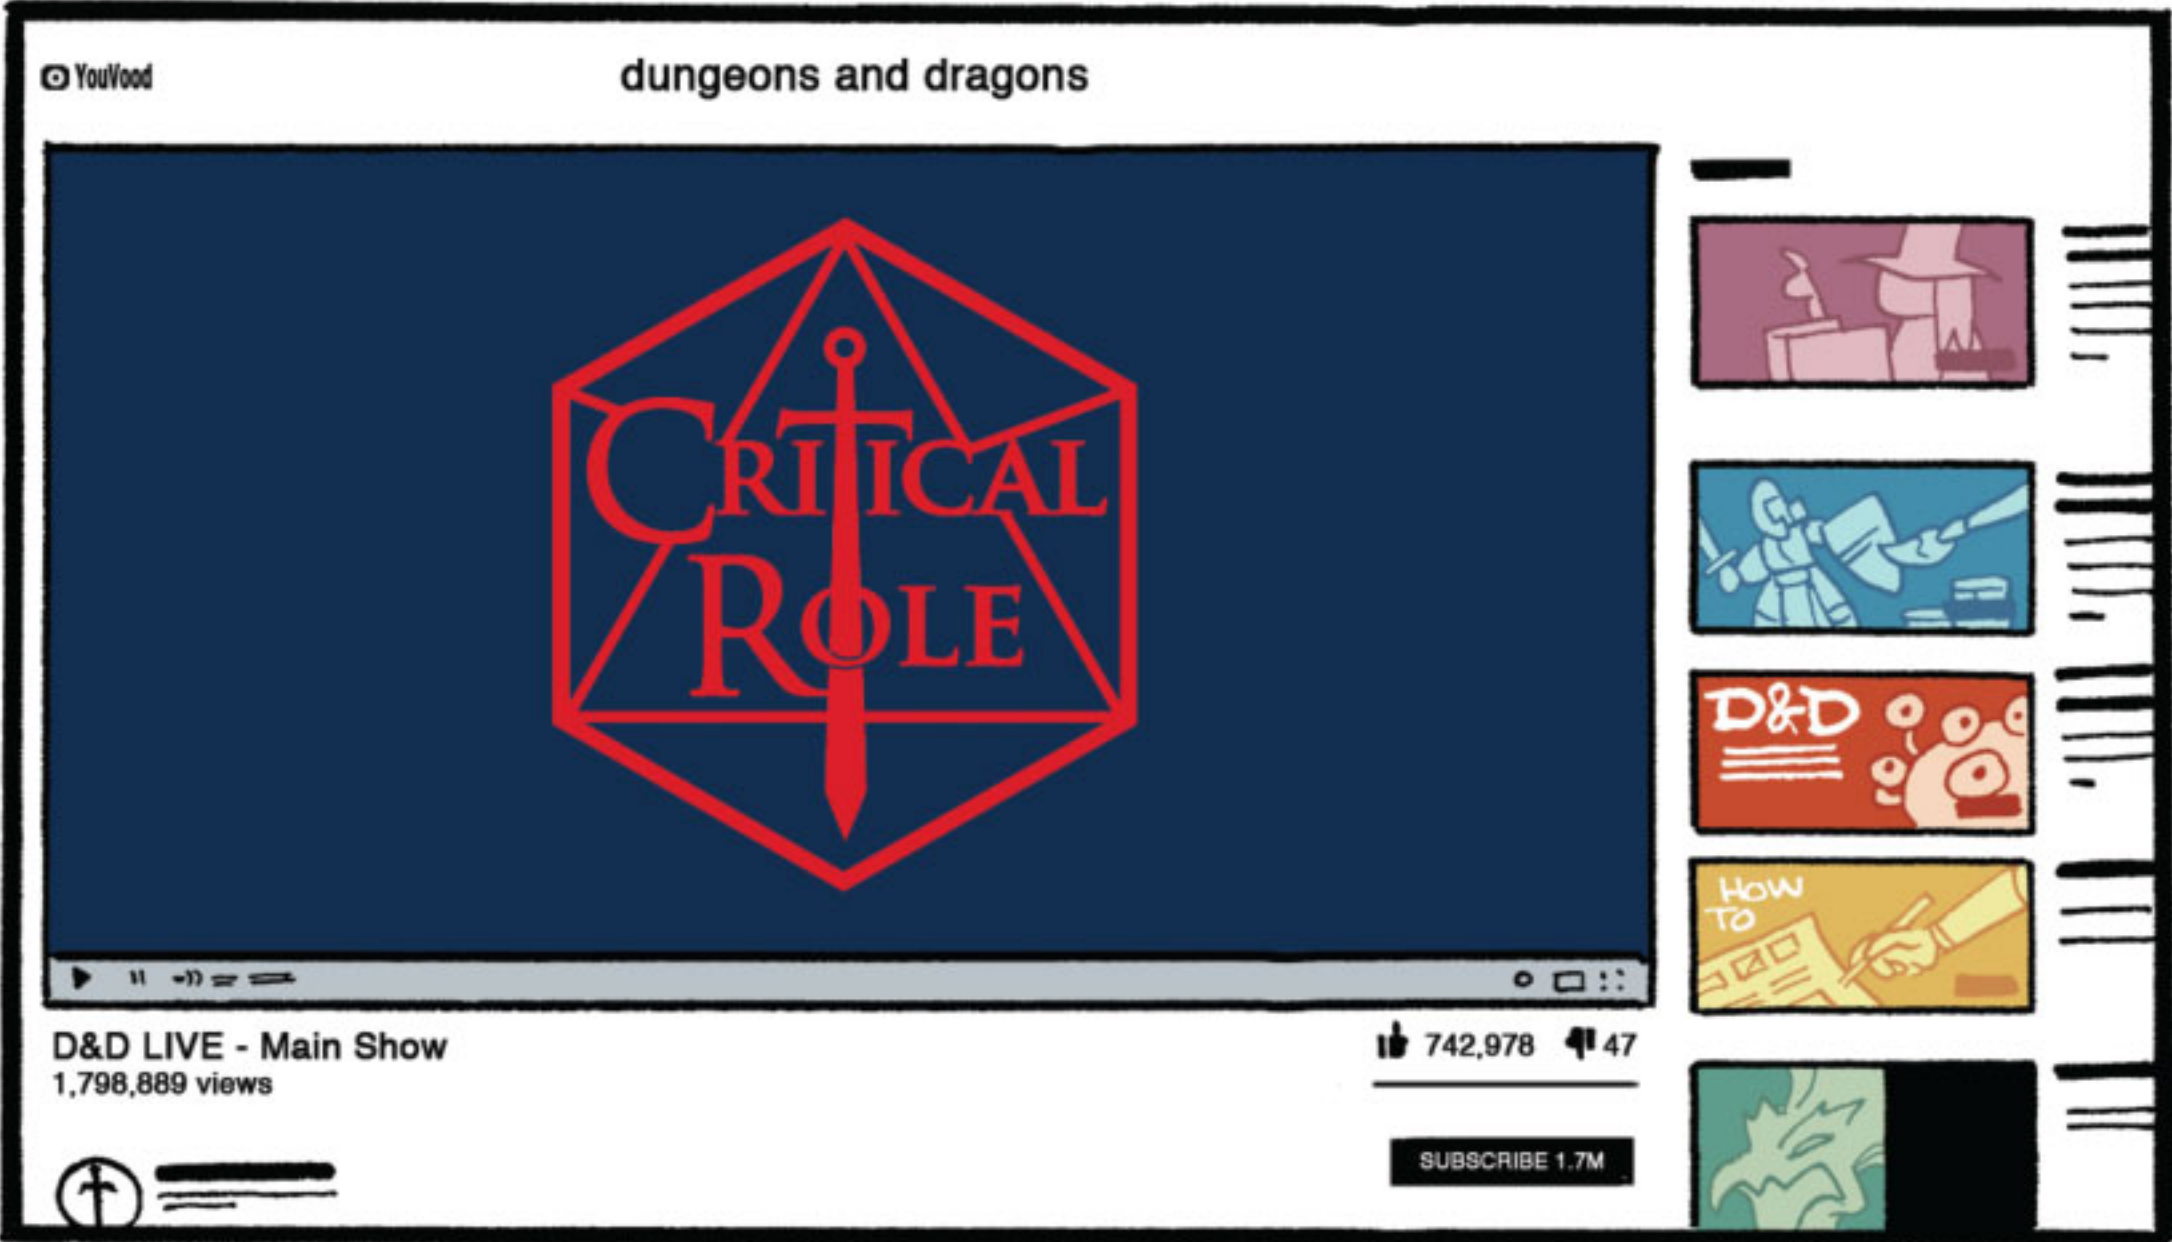 YouVood
dungeons and dragons
CRITICAL
ROLE
D&D
HOW
TO
D&D LIVE - Main Show
1,798,889 views
742,978
47
SUBSCRIBE 1.7M